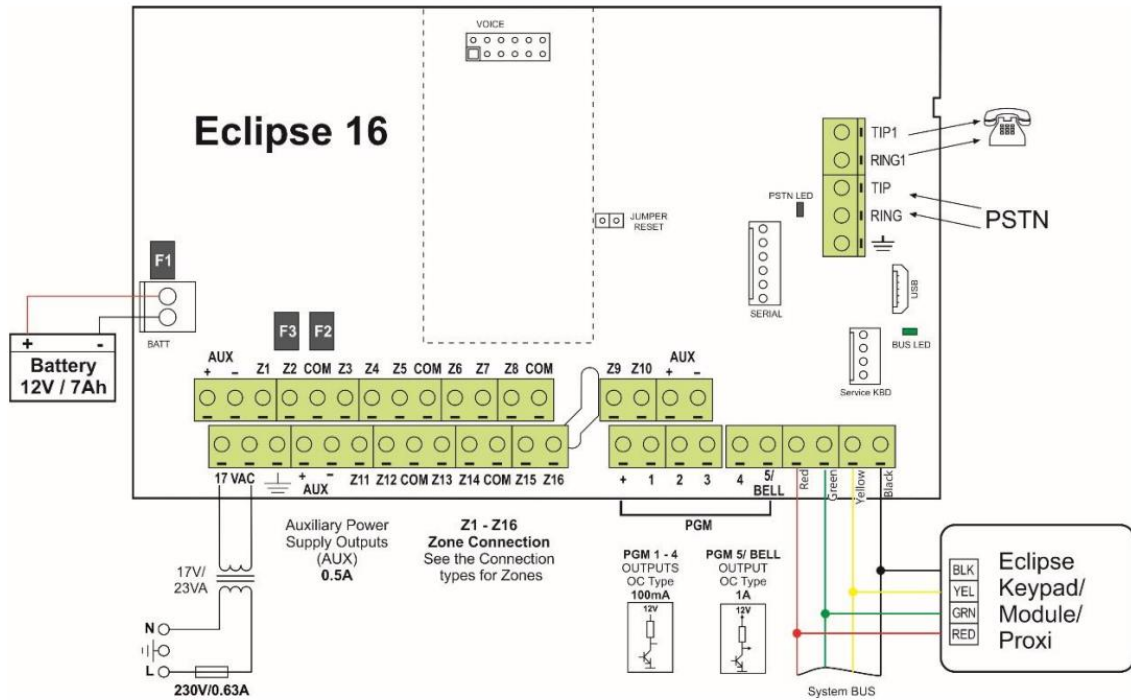 VOICE
Eclipse 16
TIP1
RING1
TIP
RING
PSTN LED
PSTN
JUMPER
RESET
SERIAL
USB
BUS LED
Service KBD
F1
BATT
+ -
Battery
12V / 7Ah
F3 F2
AUX
+ - Z1 Z2 COM Z3 Z4 Z5 COM Z6 Z7 Z8 COM
Z9 Z10 AUX + -
17 VAC + - Z11 Z12 COM Z13 Z14 COM Z15 Z16
AUX
+ 1 2 3 4 5/
BELL
Red
Green
Yellow
Black
PGM
Auxiliary Power
Supply Outputs
(AUX)
0.5A
Z1 - Z16
Zone Connection
See the Connection
types for Zones
PGM 1 - 4
OUTPUTS
OC Type
100mA
12V
PGM 5/ BELL
OUTPUT
OC Type
1A
12V
17V/
23VA
N
L
230V/0.63A
BLK
YEL
GRN
RED
Eclipse
Keypad/
Module/
Proxi
System BUS